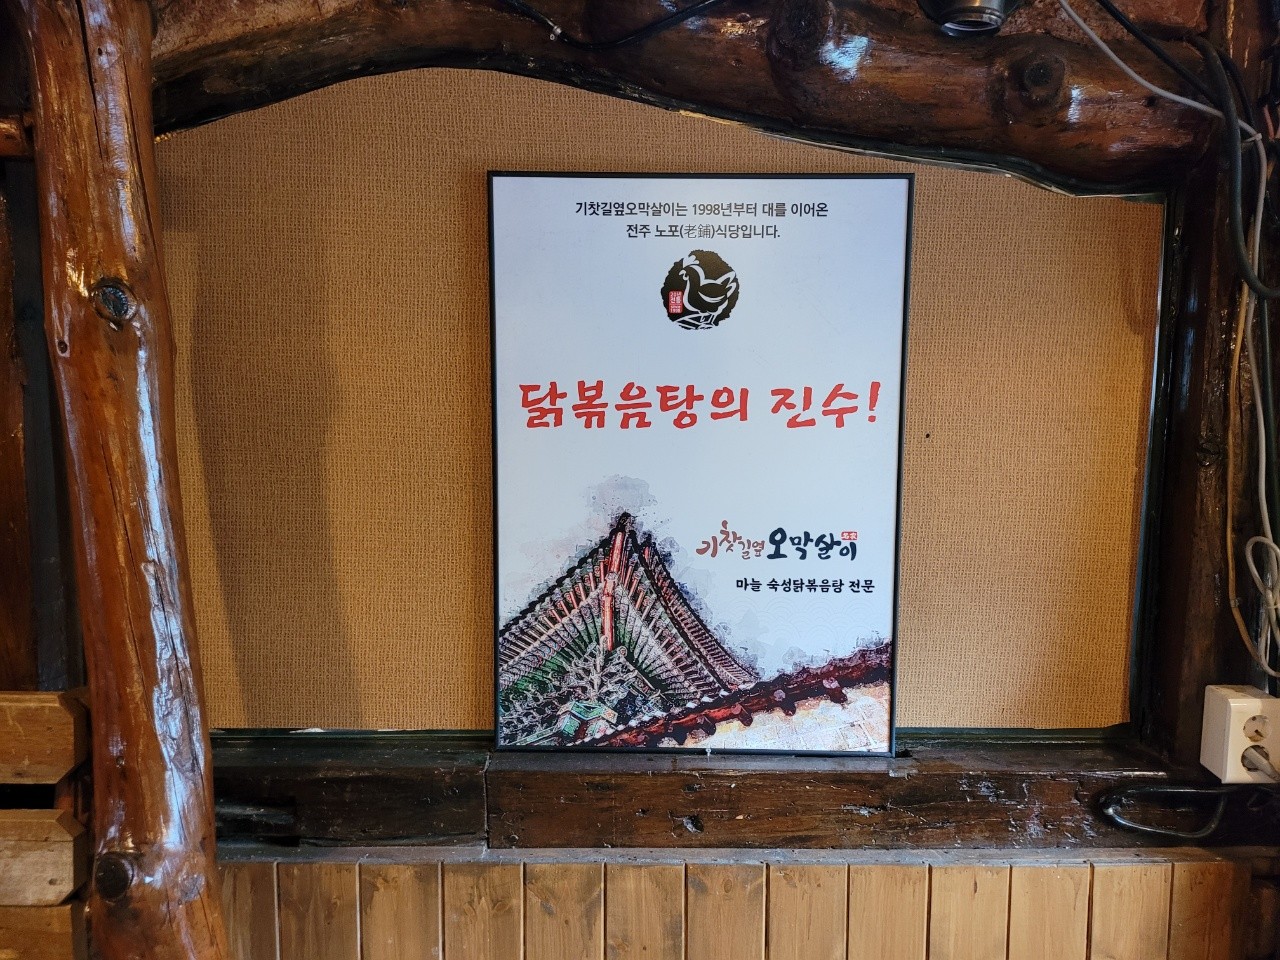 기찻길옆오막살이는 1998년부터 대를 이어온
전주 노포(老鋪)식당입니다.
닭볶음탕의 진수!
기찻길옆 오막살이
마늘 숙성닭볶음탕 전문